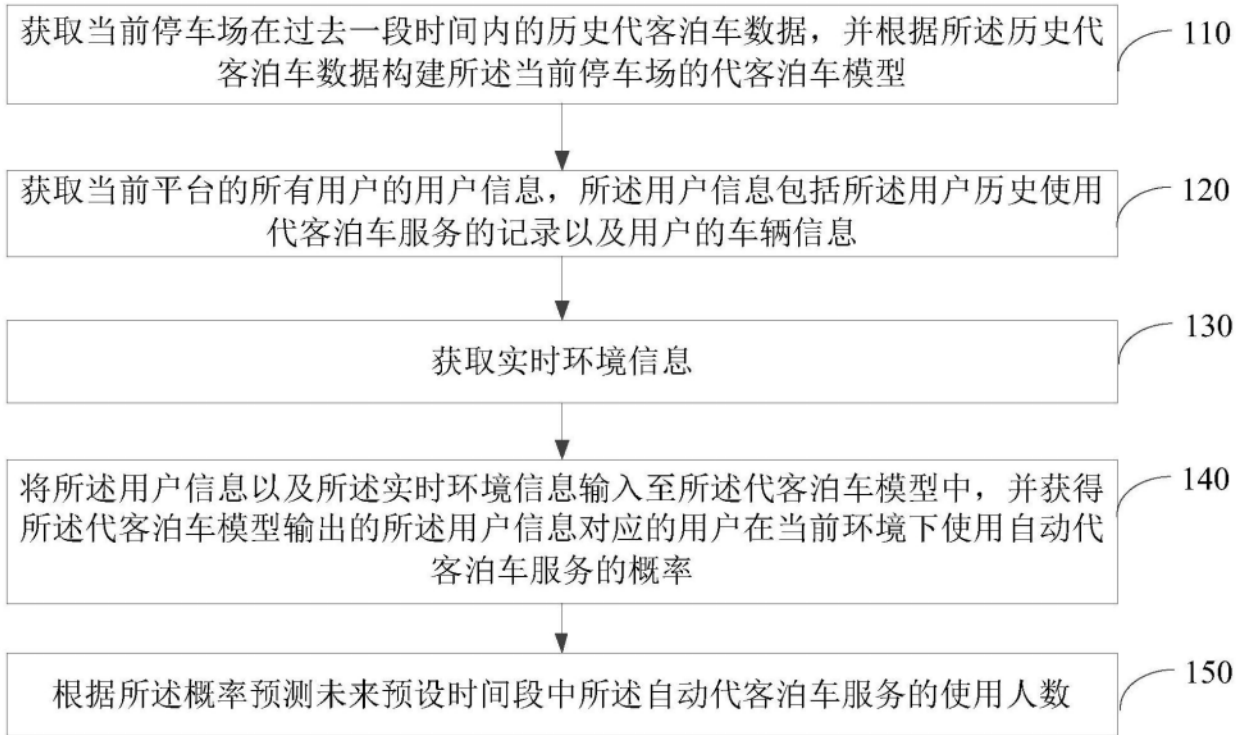 获取当前停车场在过去一段时间内的历史代客泊车数据，并根据所述历史代
客泊车数据构建所述当前停车场的代客泊车模型
110
获取当前平台的所有用户的用户信息，所述用户信息包括所述用户历史使用
代客泊车服务的记录以及用户的车辆信息
120
获取实时环境信息
130
将所述用户信息以及所述实时环境信息输入至所述代客泊车模型中，并获得
所述代客泊车模型输出的所述用户信息对应的用户在当前环境下使用自动代
客泊车服务的概率
140
根据所述概率预测未来预设时间段中所述自动代客泊车服务的使用人数
150